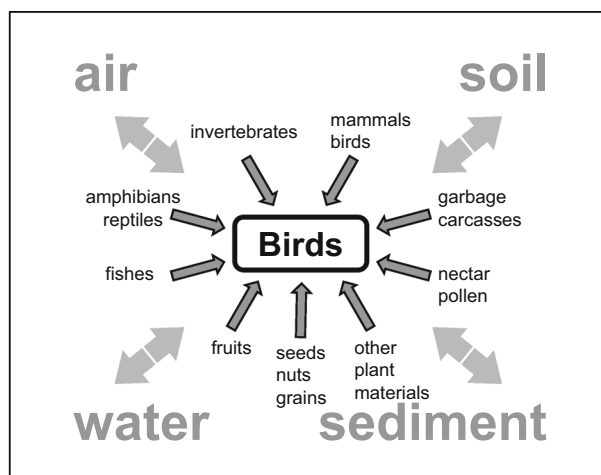 air
soil
invertebrates
mammals
birds
amphibians
reptiles
garbage
carcasses
Birds
fishes
nectar
pollen
fruits
seeds
nuts
grains
other
plant
materials
water
sediment